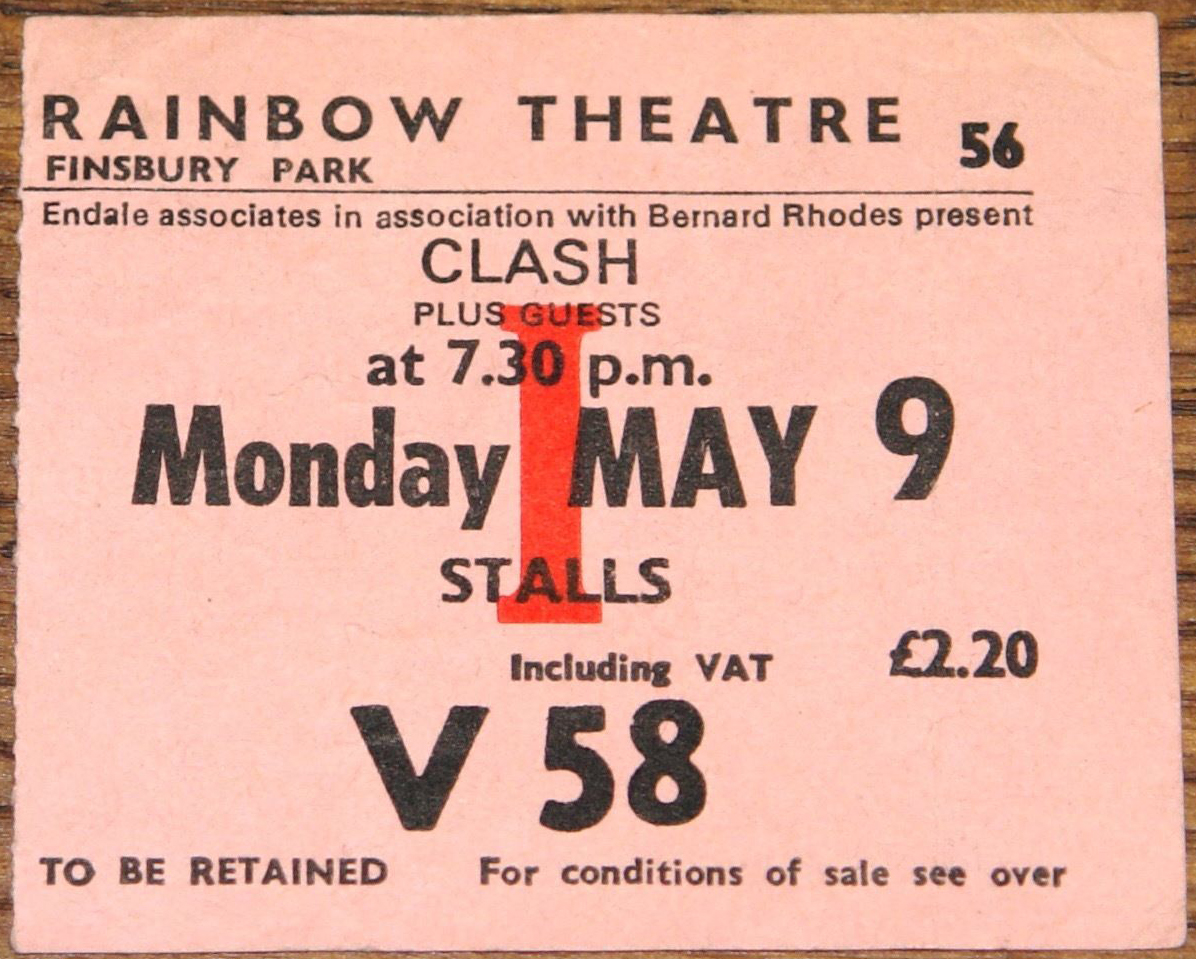 RAINBOW THEATRE 56
FINSBURY PARK
Endale associates in association with Bernard Rhodes present
CLASH
PLUS GUESTS
at 7.30 p.m.
Monday MAY 9
I
STALLS
Including VAT £2.20
V 58
TO BE RETAINED For conditions of sale see over